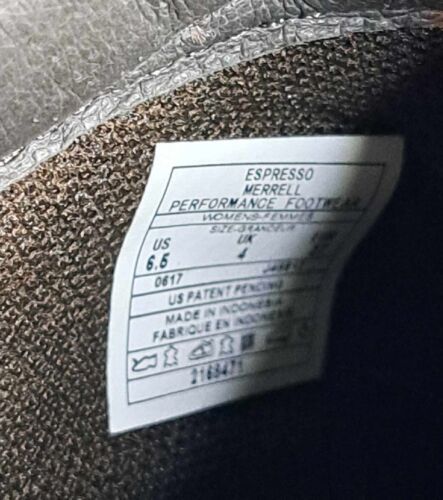 ESPRESSO
MERRELL
PERFORMANCE FOOTWEAR
WOMENS-FEMMES
SIZE-GRANDEUR
US UK
6.5 4
0617
US PATENT PENDING
MADE IN INDONESIA
FABRIQUE EN INDONESIE
2168471